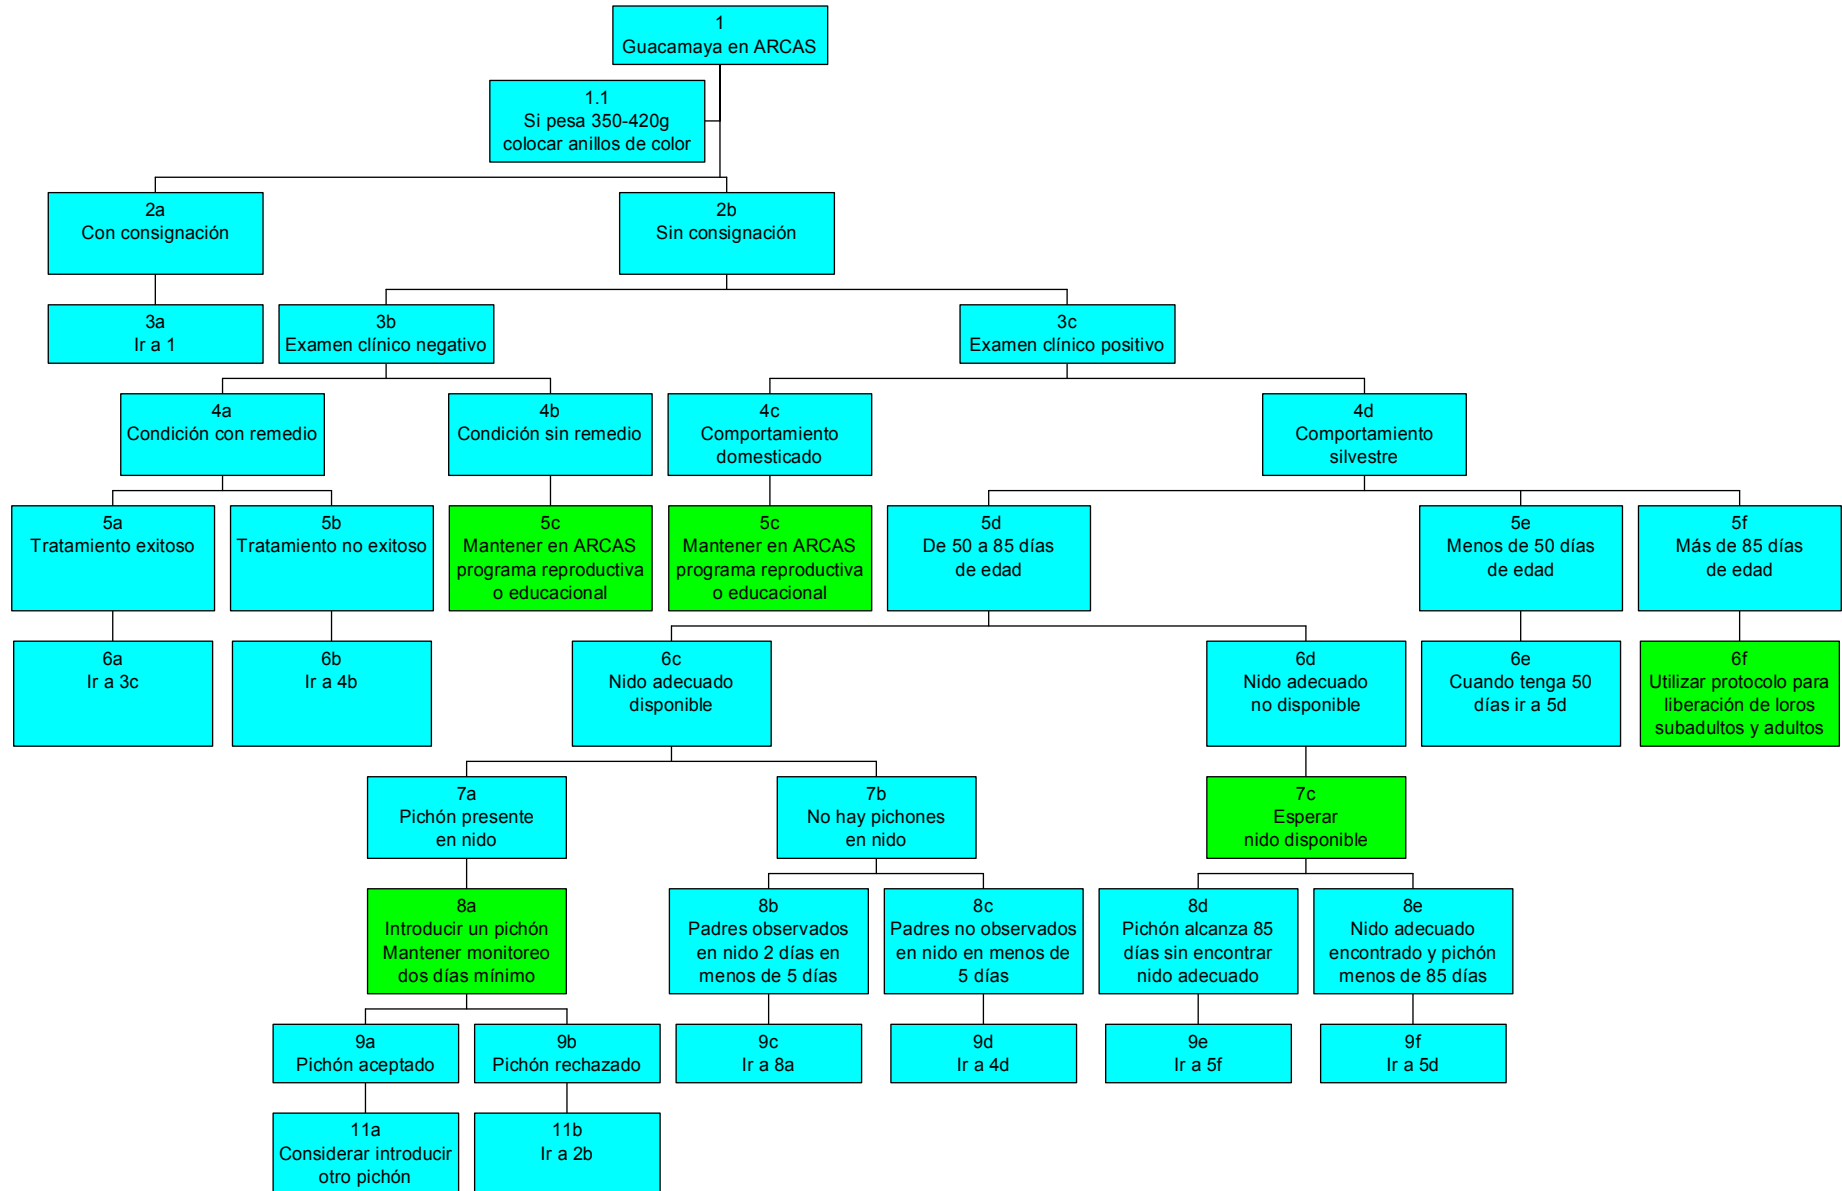 1
Guacamaya en ARCAS
1.1
Si pesa 350-420g
colocar anillos de color
2a
Con consignación
2b
Sin consignación
3a
Ir a 1
3b
Examen clínico negativo
3c
Examen clínico positivo
4a
Condición con remedio
4b
Condición sin remedio
4c
Comportamiento
domesticado
4d
Comportamiento
silvestre
5a
Tratamiento exitoso
5b
Tratamiento no exitoso
5c
Mantener en ARCAS
programa reproductiva
o educacional
5c
Mantener en ARCAS
programa reproductiva
o educacional
5d
De 50 a 85 días
de edad
5e
Menos de 50 días
de edad
5f
Más de 85 días
de edad
6a
Ir a 3c
6b
Ir a 4b
6c
Nido adecuado
disponible
6d
Nido adecuado
no disponible
6e
Cuando tenga 50
días ir a 5d
6f
Utilizar protocolo para
liberación de loros
subadultos y adultos
7a
Pichón presente
en nido
7b
No hay pichones
en nido
7c
Esperar
nido disponible
8a
Introducir un pichón
Mantener monitoreo
dos días mínimo
8b
Padres observados
en nido 2 días en
menos de 5 días
8c
Padres no observados
en nido en menos de
5 días
8d
Pichón alcanza 85
días sin encontrar
nido adecuado
8e
Nido adecuado
encontrado y pichón
menos de 85 días
9a
Pichón aceptado
9b
Pichón rechazado
9c
Ir a 8a
9d
Ir a 4d
9e
Ir a 5f
9f
Ir a 5d
11a
Considerar introducir
otro pichón
11b
Ir a 2b